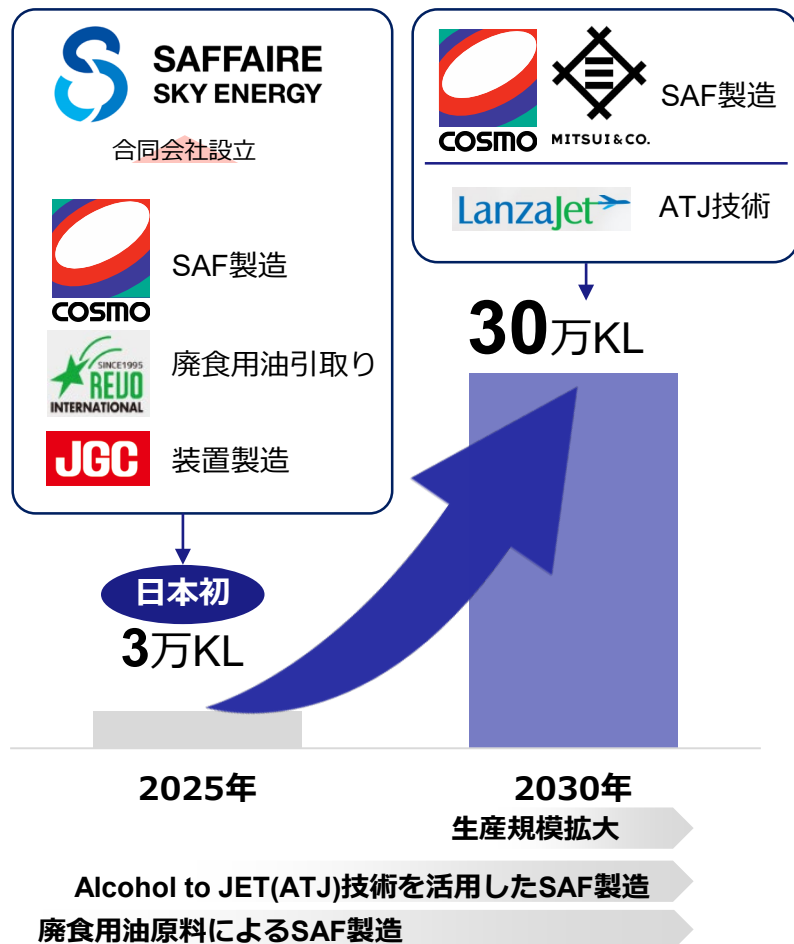 SAFFAIRE
SKY ENERGY
合同会社設立
COSMO
SAF製造
SINCE1995
REVO
INTERNATIONAL
廃食用油引取り
JGC
装置製造
COSMO
MITSUI&CO.
SAF製造
LanzaJet
ATJ技術
日本初
3万KL
30万KL
2025年
2030年
生産規模拡大
Alcohol to JET(ATJ)技術を活用したSAF製造
廃食用油原料によるSAF製造